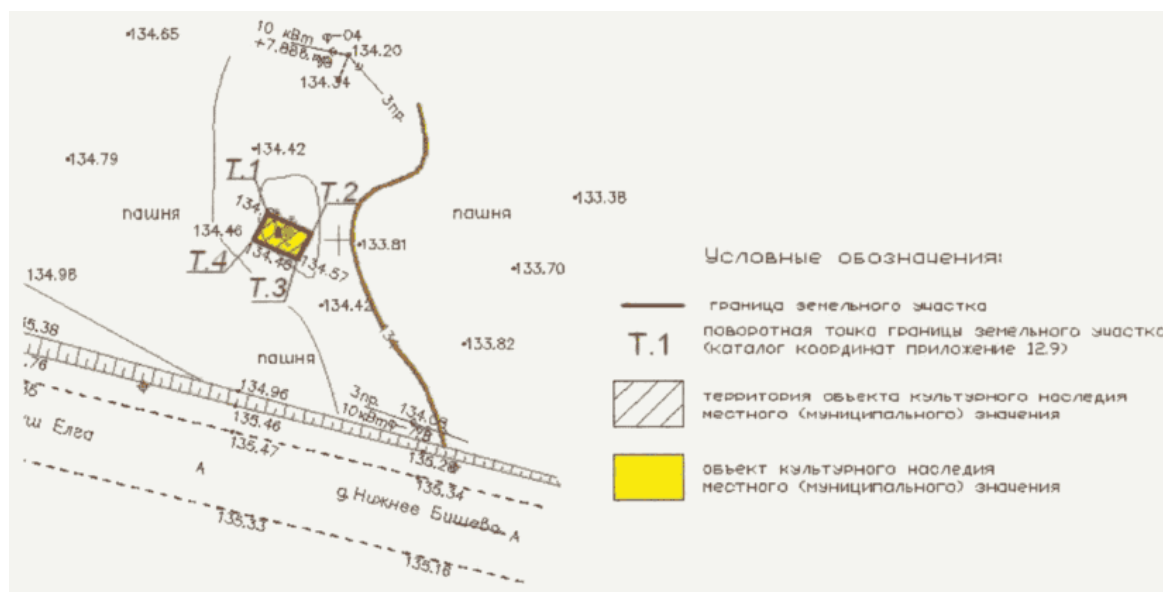 134.65
10 кВт ф-04
134.20
134.34
3пр.
134.79
134.42
Т.1
Т.2
133.38
пашня
пашня
134.46
133.81
Т.4
134.57
133.70
134.98
Т.3
134.42
133.82
пашня
134.96
3пр.
135.46
135.47
А
135.34
д.Нижнее Бишево
А
135.33
135.18
Елга
Условные обозначения:
граница земельного участка
Т.1
поворотная точка границы земельного участка
(каталог координат приложение 12.9)
территория объекта культурного наследия
местного (муниципального) значения
объект культурного наследия
местного (муниципального) значения